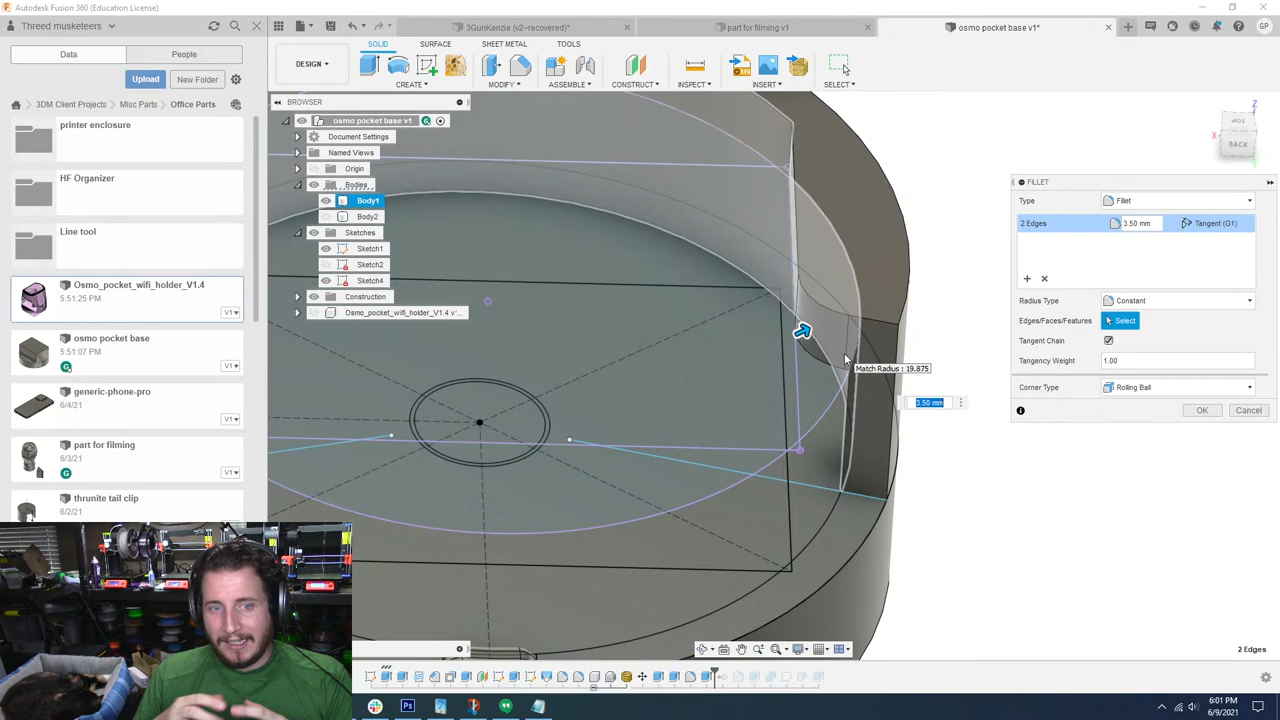 Autodesk Fusion 360 (Education License)
Threed musketeers
3GunKenzie (v2~recovered)*
part for filming v1
osmo pocket base v1*
GP
Data
People
SOLID
SURFACE
SHEET METAL
TOOLS
DESIGN
Upload
New Folder
CREATE
MODIFY
ASSEMBLE
CONSTRUCT
INSPECT
INSERT
SELECT
3DM Client Projects
Misc Parts
Office Parts
BROWSER
printer enclosure
osmo pocket base v1
Document Settings
Named Views
Origin
HF Organizer
Bodies
Body1
Body2
Line tool
Sketches
Sketch1
Sketch2
Sketch4
Construction
Osmo_pocket_wifi_holder_V1.4 v'...
Osmo_pocket_wifi_holder_V1.4
5:51:25 PM
V1
osmo pocket base
5:51:07 PM
V1
generic-phone-pro
6/4/21
V1
part for filming
6/3/21
V1
thrunite tail clip
6/2/21
V1
Z
TOP
X
BACK
FILLET
Type
Fillet
2 Edges
3.50 mm
Tangent (G1)
Radius Type
Constant
Edges/Faces/Features
Select
Tangent Chain
Tangency Weight
1.00
Corner Type
Rolling Ball
OK
Cancel
Match Radius : 19.875
3.50 mm
2 Edges
6:01 PM
6/9/2021